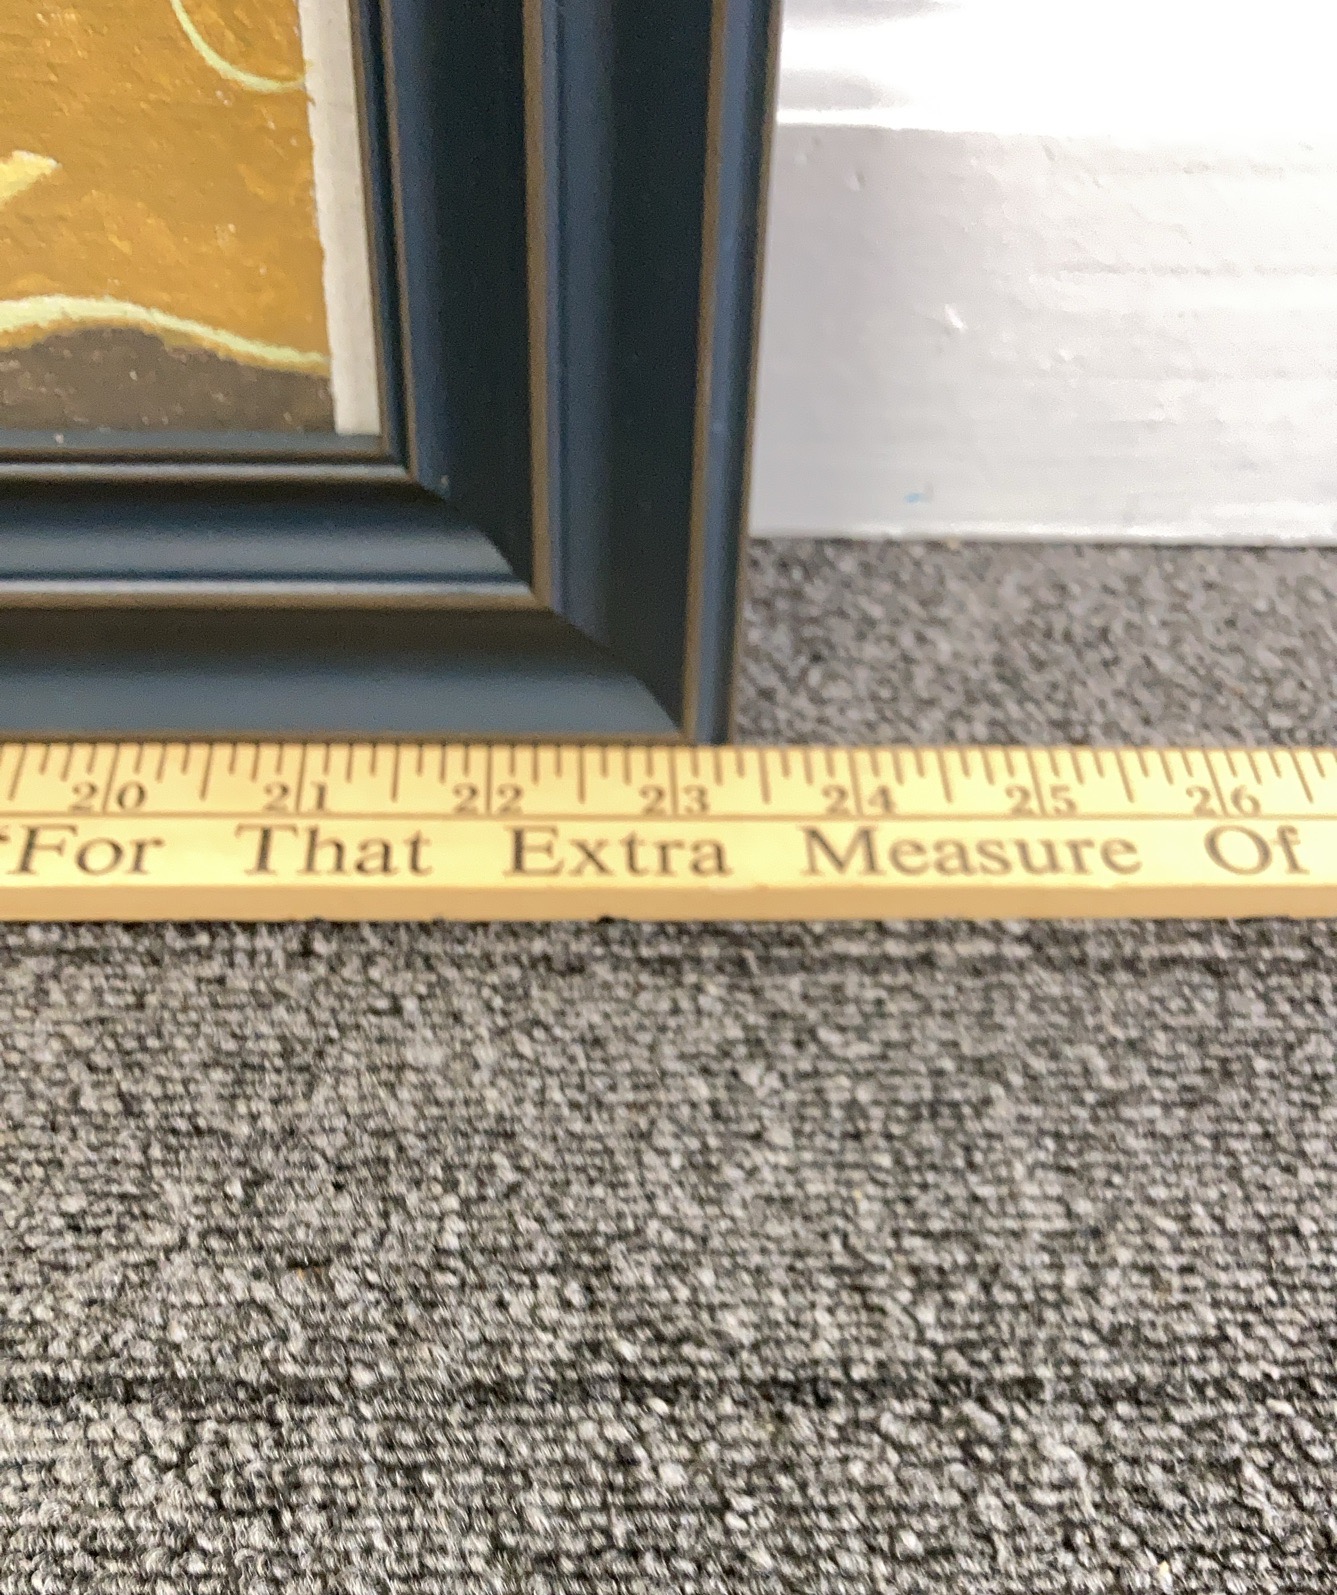 20 21 22 23 24 25 26
"For That Extra Measure Of